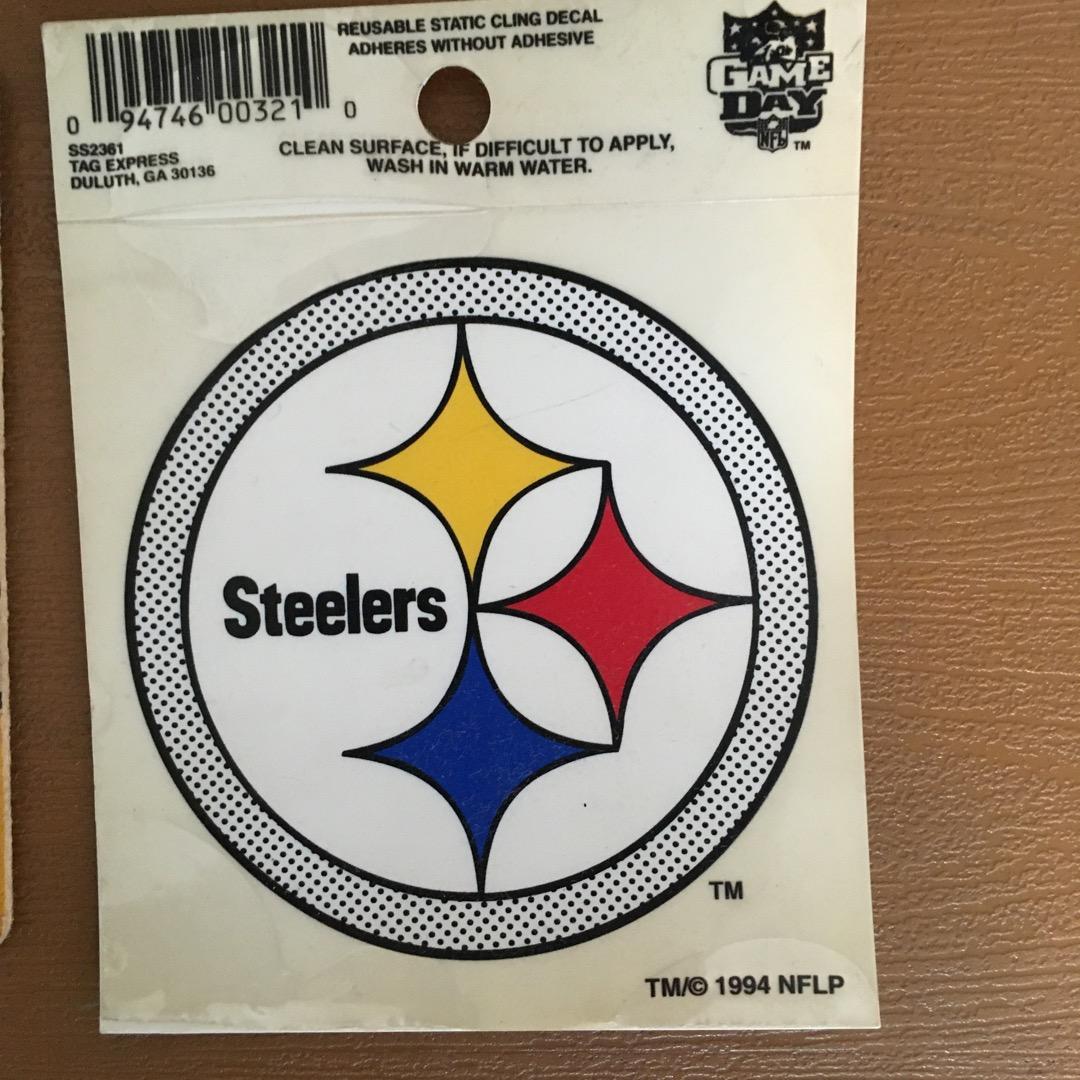 REUSABLE STATIC CLING DECAL
ADHERES WITHOUT ADHESIVE
GAME
DAY
NFL TM
0 94746 00321 0
SS2361
TAG EXPRESS
DULUTH, GA 30136
CLEAN SURFACE, IF DIFFICULT TO APPLY,
WASH IN WARM WATER.
Steelers
TM
TM/© 1994 NFLP